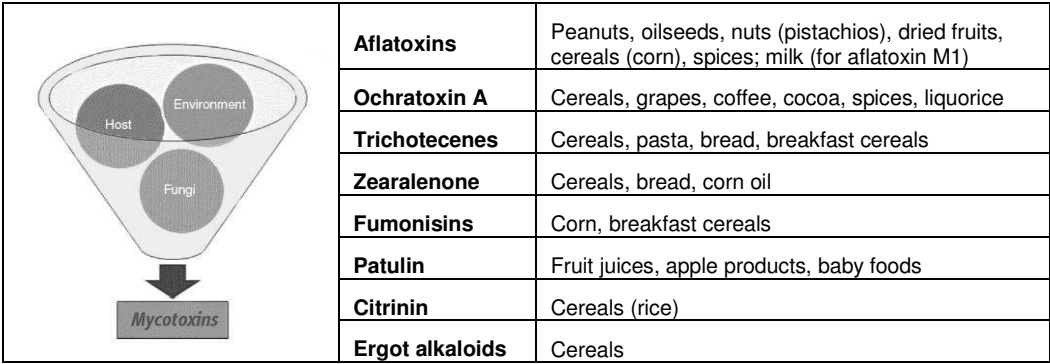 Host
Environment
Fungi
Mycotoxins
Aflatoxins
Peanuts, oilseeds, nuts (pistachios), dried fruits,
cereals (corn), spices; milk (for aflatoxin M1)
Ochratoxin A
Cereals, grapes, coffee, cocoa, spices, liquorice
Trichotecenes
Cereals, pasta, bread, breakfast cereals
Zearalenone
Cereals, bread, corn oil
Fumonisins
Corn, breakfast cereals
Patulin
Fruit juices, apple products, baby foods
Citrinin
Cereals (rice)
Ergot alkaloids
Cereals